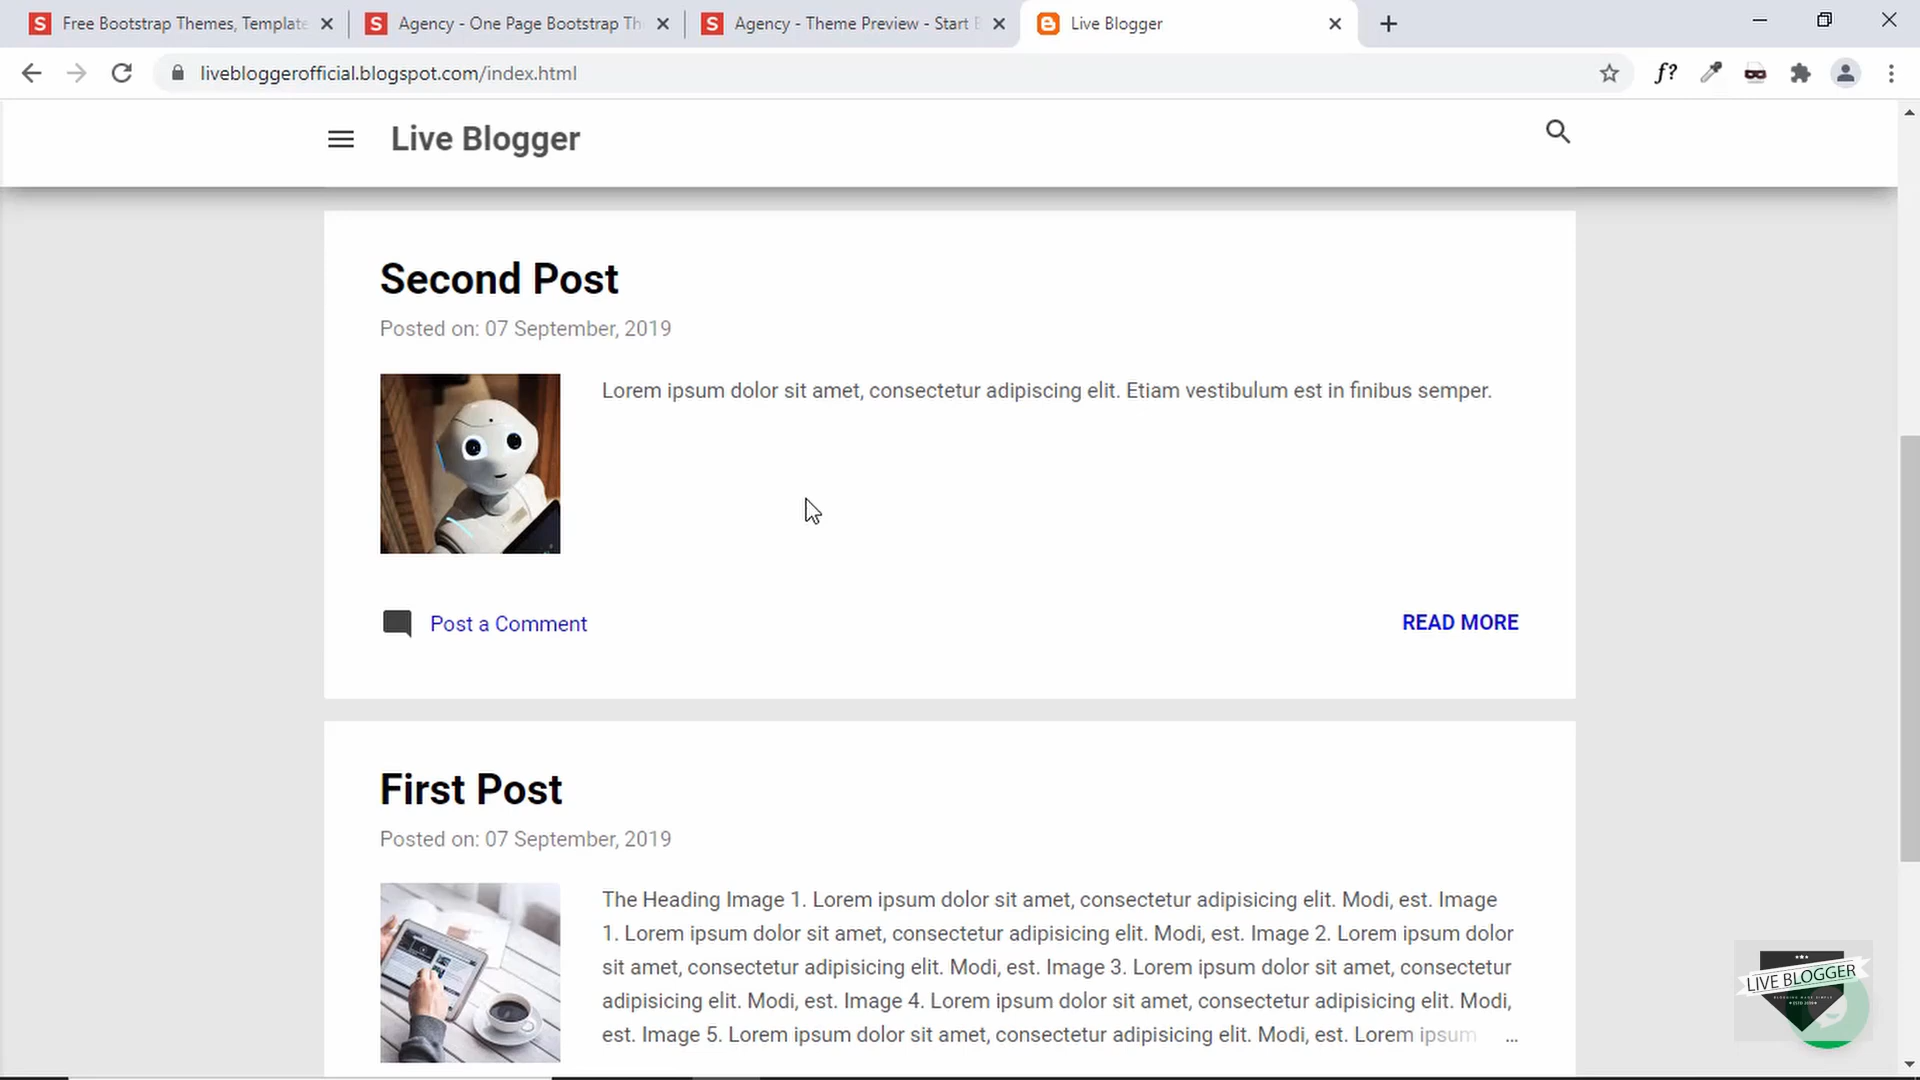 Free Bootstrap Themes, Template
Agency - One Page Bootstrap Th
Agency - Theme Preview - Start B
Live Blogger
livebloggerofficial.blogspot.com/index.html
f?
Live Blogger
Second Post
Posted on: 07 September, 2019
Lorem ipsum dolor sit amet, consectetur adipiscing elit. Etiam vestibulum est in finibus semper.
Post a Comment
READ MORE
First Post
Posted on: 07 September, 2019
The Heading Image 1. Lorem ipsum dolor sit amet, consectetur adipisicing elit. Modi, est. Image
1. Lorem ipsum dolor sit amet, consectetur adipisicing elit. Modi, est. Image 2. Lorem ipsum dolor
sit amet, consectetur adipisicing elit. Modi, est. Image 3. Lorem ipsum dolor sit amet, consectetur
adipisicing elit. Modi, est. Image 4. Lorem ipsum dolor sit amet, consectetur adipisicing elit. Modi,
est. Image 5. Lorem ipsum dolor sit amet, consectetur adipisicing elit. Modi, est. Lorem ipsum ...
LIVE BLOGGER